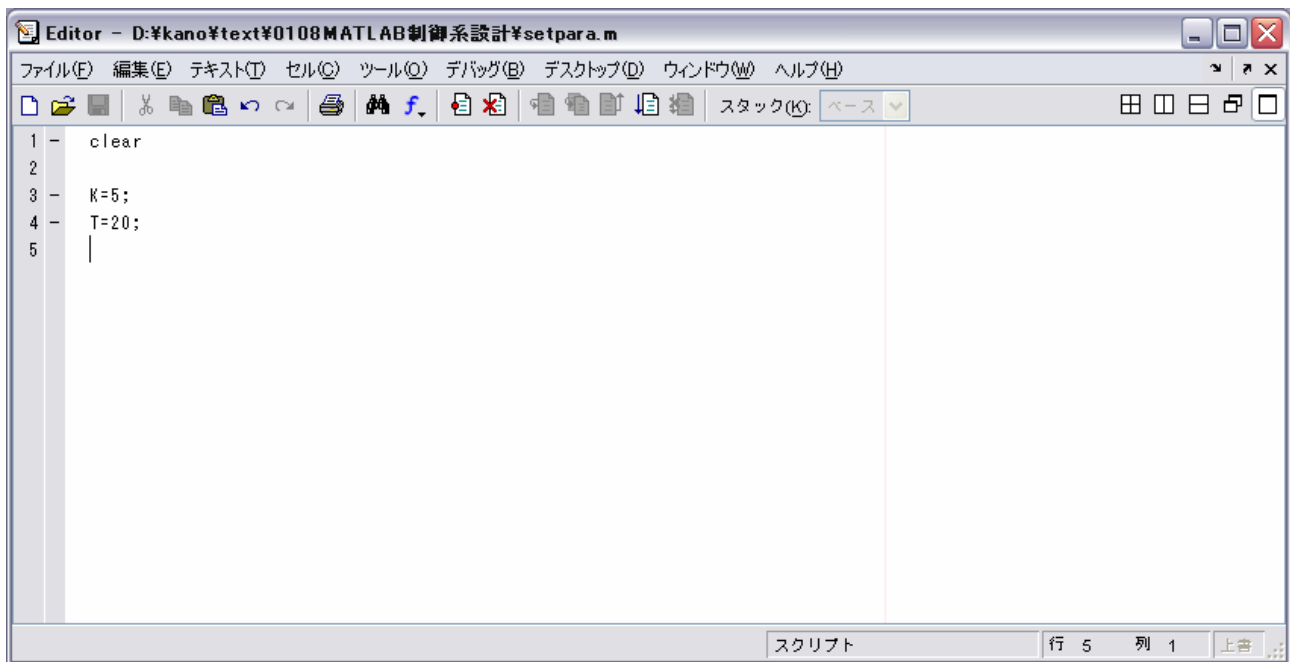 Editor - D:¥kano¥text¥0108MATLAB制御系設計¥setpara.m
ファイル(F) 編集(E) テキスト(T) セル(C) ツール(O) デバッグ(B) デスクトップ(D) ウィンドウ(W) ヘルプ(H)
スタック(K): ベース
1 - clear
2
3 - K=5;
4 - T=20;
5
スクリプト 行 5 列 1 上書